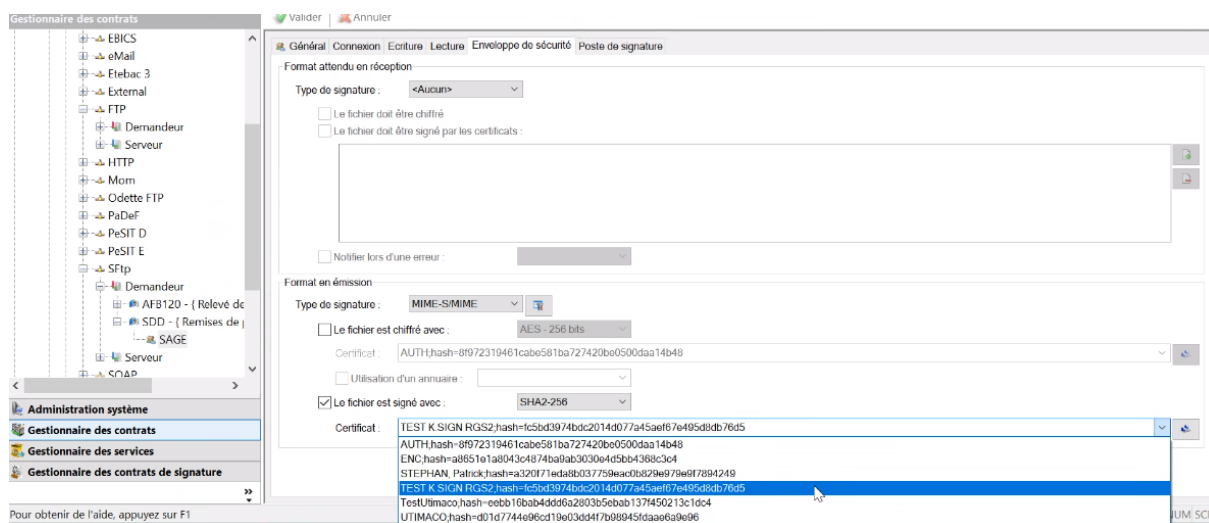 Gestionnaire des contrats
Valider
Annuler
EBICS
eMail
Etebac 3
External
FTP
Demandeur
Serveur
HTTP
Mom
Odette FTP
PaDeF
PeSIT D
PeSIT E
SFtp
Demandeur
AFB120 - ( Relevé de
SDD - ( Remises de
SAGE
Serveur
SOAP
Administration système
Gestionnaire des contrats
Gestionnaire des services
Gestionnaire des contrats de signature
»
Pour obtenir de l'aide, appuyez sur F1
Général Connexion Ecriture Lecture Enveloppe de sécurité Poste de signature
Format attendu en réception
Type de signature : <Aucun>
Le fichier doit être chiffré
Le fichier doit être signé par les certificats :
Notifier lors d'une erreur :
Format en émission
Type de signature : MIME-S/MIME
Le fichier est chiffré avec : AES - 256 bits
Certificat : AUTH;hash=8f972319461cabe581ba727420be0500daa14b48
Utilisation d'un annuaire :
Le fichier est signé avec : SHA2-256
Certificat : TEST K.SIGN RGS2;hash=fc5bd3974bdc2014d077a45aef67e495d8db76d5
AUTH;hash=8f972319461cabe581ba727420be0500daa14b48
ENC;hash=a8651e1a8043c4874ba9ab3030e4d5bb4368c3c4
STEPHAN, Patrick;hash=a320f71eda8b037759eac0b829e979e9f7894249
TEST K.SIGN RGS2;hash=fc5bd3974bdc2014d077a45aef67e495d8db76d5
TestUtimaco;hash=eebb16bab4ddd6a2803b5ebab137f450213c1dc4
UTIMACO;hash=d01d7744e96cd19e03dd4f7b98945fdaae6a9e96
NUM